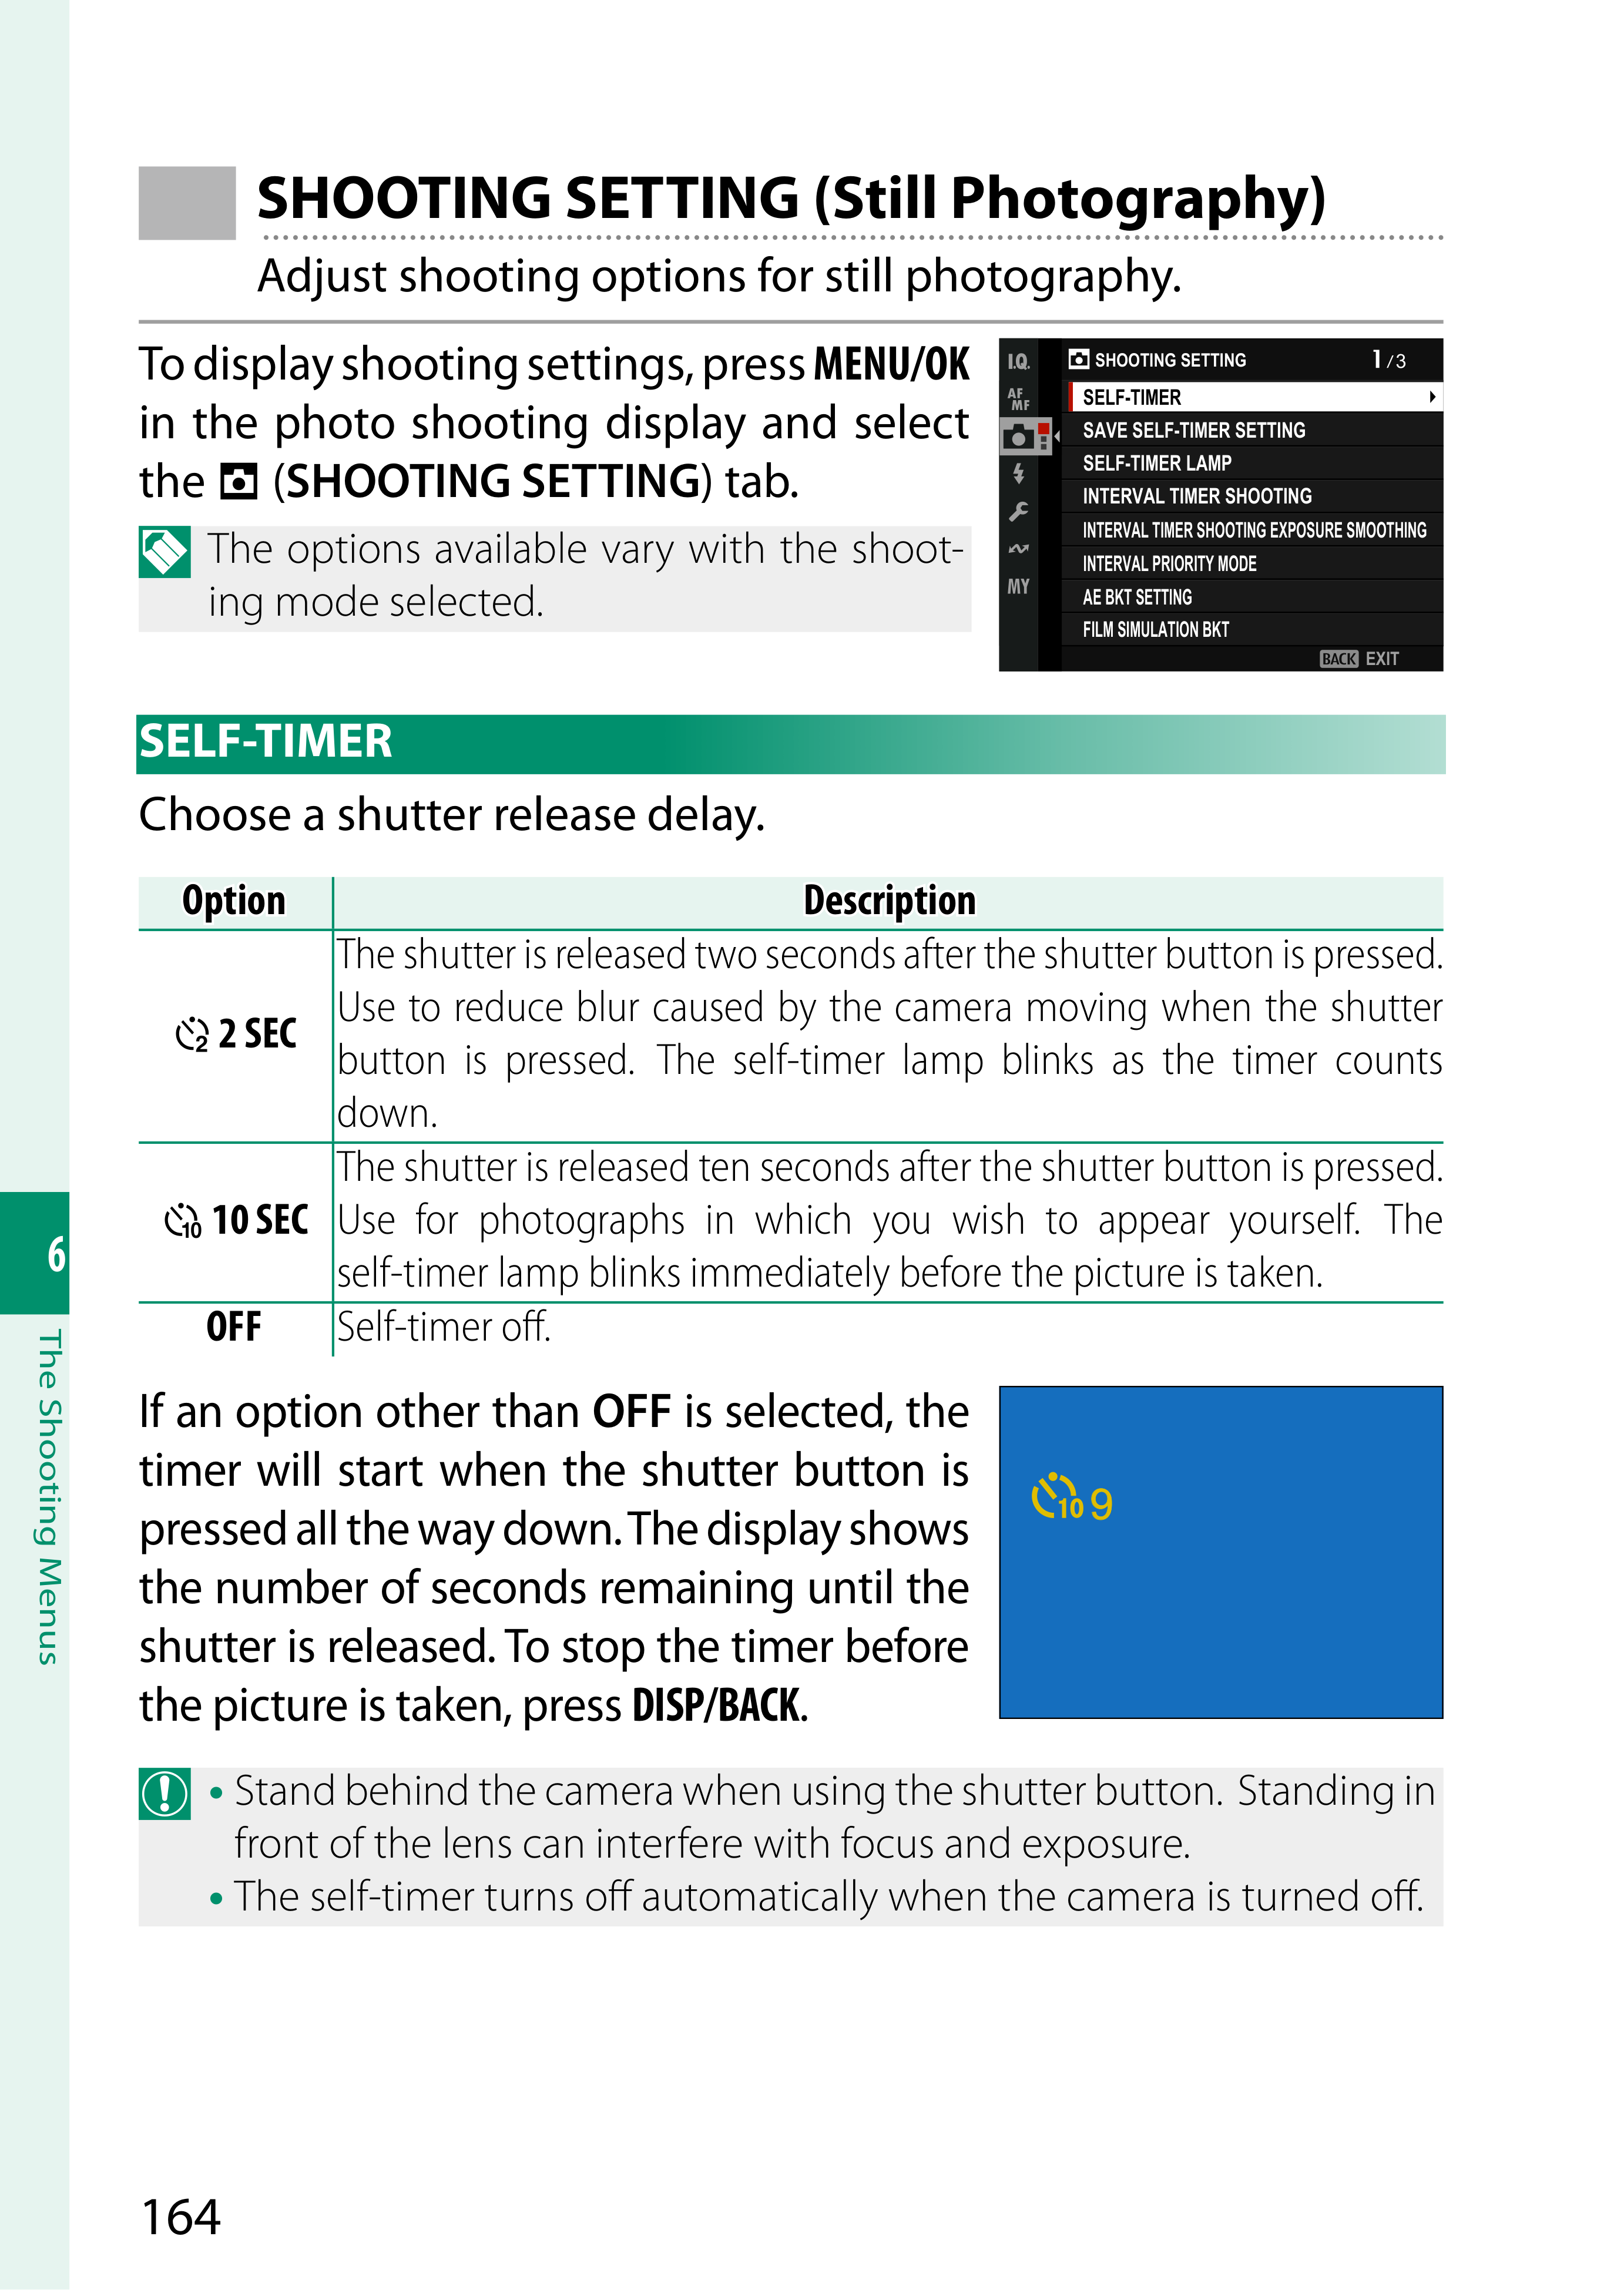 SHOOTING SETTING (Still Photography)
Adjust shooting options for still photography.
To display shooting settings, press MENU/OK
in the photo shooting display and select
the (SHOOTING SETTING) tab.
The options available vary with the shoot-
ing mode selected.
I.Q.
AF
MF
MY
SHOOTING SETTING 1/3
SELF-TIMER
SAVE SELF-TIMER SETTING
SELF-TIMER LAMP
INTERVAL TIMER SHOOTING
INTERVAL TIMER SHOOTING EXPOSURE SMOOTHING
INTERVAL PRIORITY MODE
AE BKT SETTING
FILM SIMULATION BKT
BACK EXIT
SELF-TIMER
Choose a shutter release delay.
Option Description
2 2 SEC
The shutter is released two seconds after the shutter button is pressed.
Use to reduce blur caused by the camera moving when the shutter
button is pressed. The self-timer lamp blinks as the timer counts
down.
10 10 SEC
The shutter is released ten seconds after the shutter button is pressed.
Use for photographs in which you wish to appear yourself. The
self-timer lamp blinks immediately before the picture is taken.
OFF Self-timer off.
If an option other than OFF is selected, the
timer will start when the shutter button is
pressed all the way down. The display shows
the number of seconds remaining until the
shutter is released. To stop the timer before
the picture is taken, press DISP/BACK.
10 9
• Stand behind the camera when using the shutter button. Standing in
front of the lens can interfere with focus and exposure.
• The self-timer turns off automatically when the camera is turned off.
6
The Shooting Menus
164